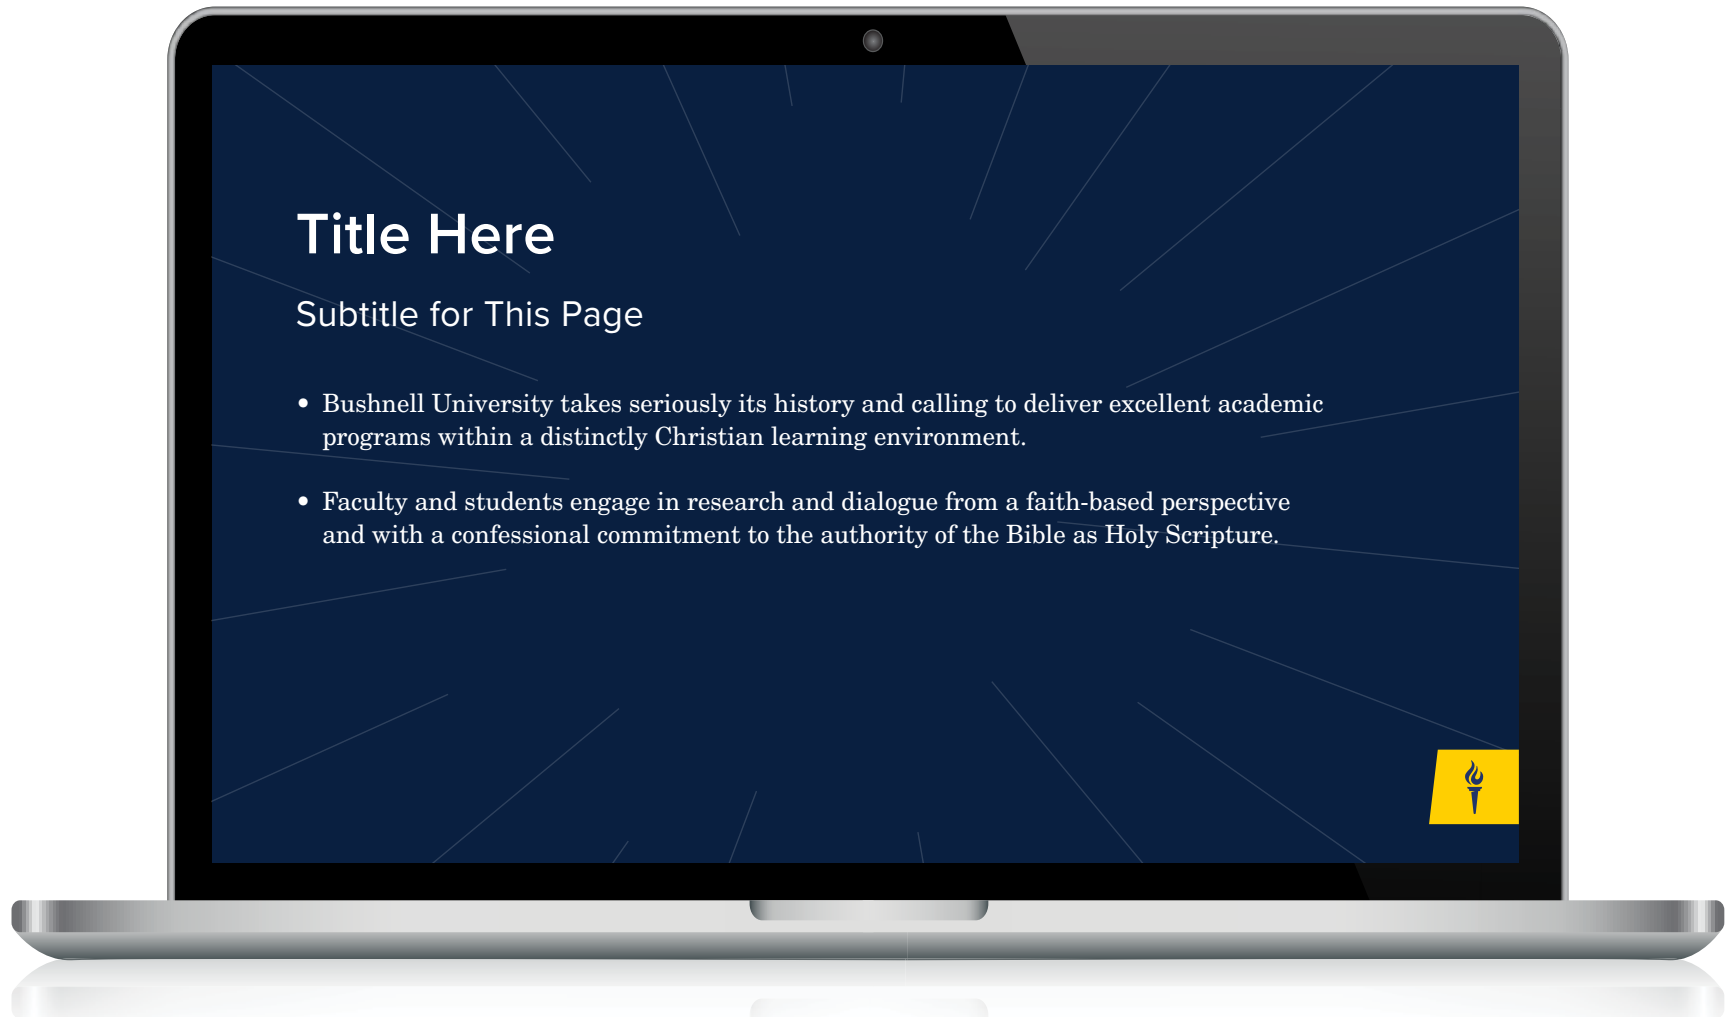 Title Here
Subtitle for This Page
• Bushnell University takes seriously its history and calling to deliver excellent academic
programs within a distinctly Christian learning environment.
• Faculty and students engage in research and dialogue from a faith-based perspective
and with a confessional commitment to the authority of the Bible as Holy Scripture.